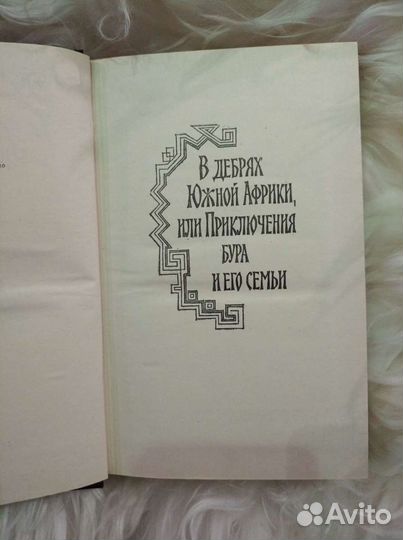 В ДЕБРЯХ
ЮЖНОЙ АФРИКИ,
ИЛИ ПРИКЛЮЧЕНИЯ
БУРА
И ЕГО СЕМЬИ
Avito